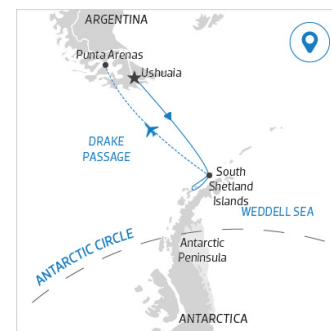 ARGENTINA
Punta Arenas
Ushuaia
DRAKE
PASSAGE
South
Shetland
Islands
WEDDELL SEA
ANTARCTIC CIRCLE
Antarctic
Peninsula
ANTARCTICA